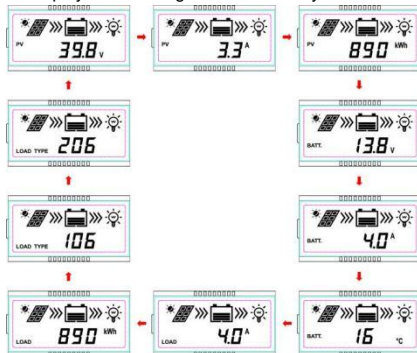 PV 39.8 V
PV 3.3 A
PV 890 kWh
LOAD TYPE 206
BATT. 13.8 V
LOAD TYPE 106
BATT. 4.0 A
LOAD 890 kWh
LOAD 4.0 A
BATT. 16 °C